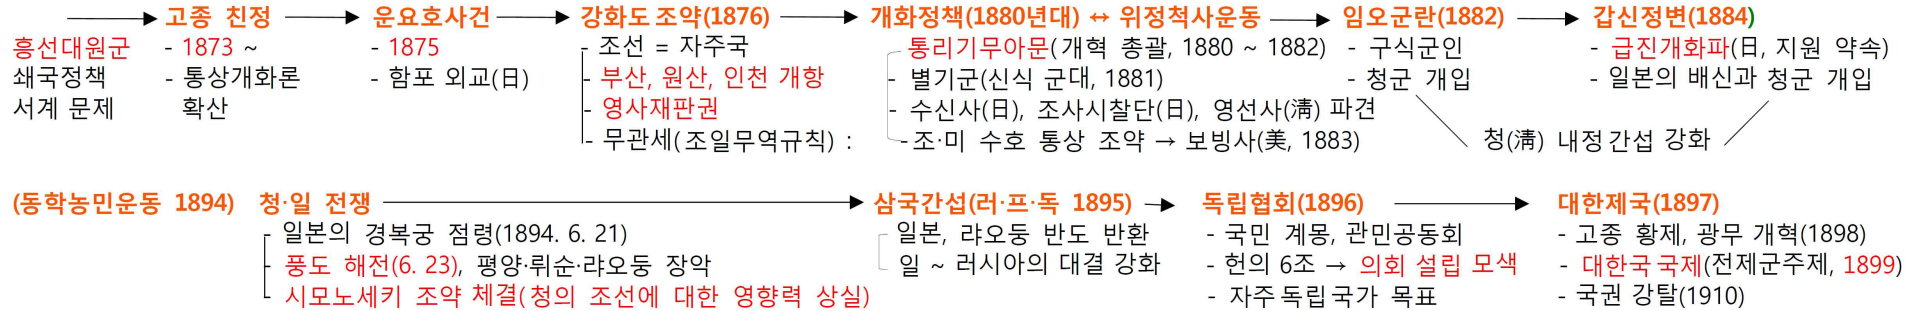 고종 친정 운요호사건 강화도 조약(1876) 개화정책(1880년대) ↔ 위정척사운동 임오군란(1882) 갑신정변(1884)
흥선대원군 - 1873 ~ - 1875 - 조선 = 자주국 통리기무아문(개혁 총괄, 1880 ~ 1882) - 구식군인 - 급진개화파(日, 지원 약속)
쇄국정책 - 통상개화론 - 함포 외교(日) - 부산, 원산, 인천 개항 - 별기군(신식 군대, 1881) - 청군 개입 - 일본의 배신과 청군 개입
서계 문제 확산 - 영사재판권 - 수신사(日), 조사시찰단(日), 영선사(淸) 파견
- 무관세(조일무역규칙) : - 조·미 수호 통상 조약 → 보빙사(美, 1883) 청(淸) 내정간섭 강화
(동학농민운동 1894) 청·일 전쟁 삼국간섭(러·프·독 1895) 독립협회(1896) 대한제국(1897)
- 일본의 경복궁 점령(1894. 6. 21) 일본, 랴오둥 반도 반환 - 국민 계몽, 관민공동회 - 고종 황제, 광무 개혁(1898)
- 풍도 해전(6. 23), 평양·뤼순·랴오둥 장악 일 ~ 러시아의 대결 강화 - 헌의 6조 → 의회 설립 모색 - 대한국 국제(전제군주제, 1899)
- 시모노세키 조약 체결(청의 조선에 대한 영향력 상실) - 자주독립국가 목표 - 국권 강탈(1910)